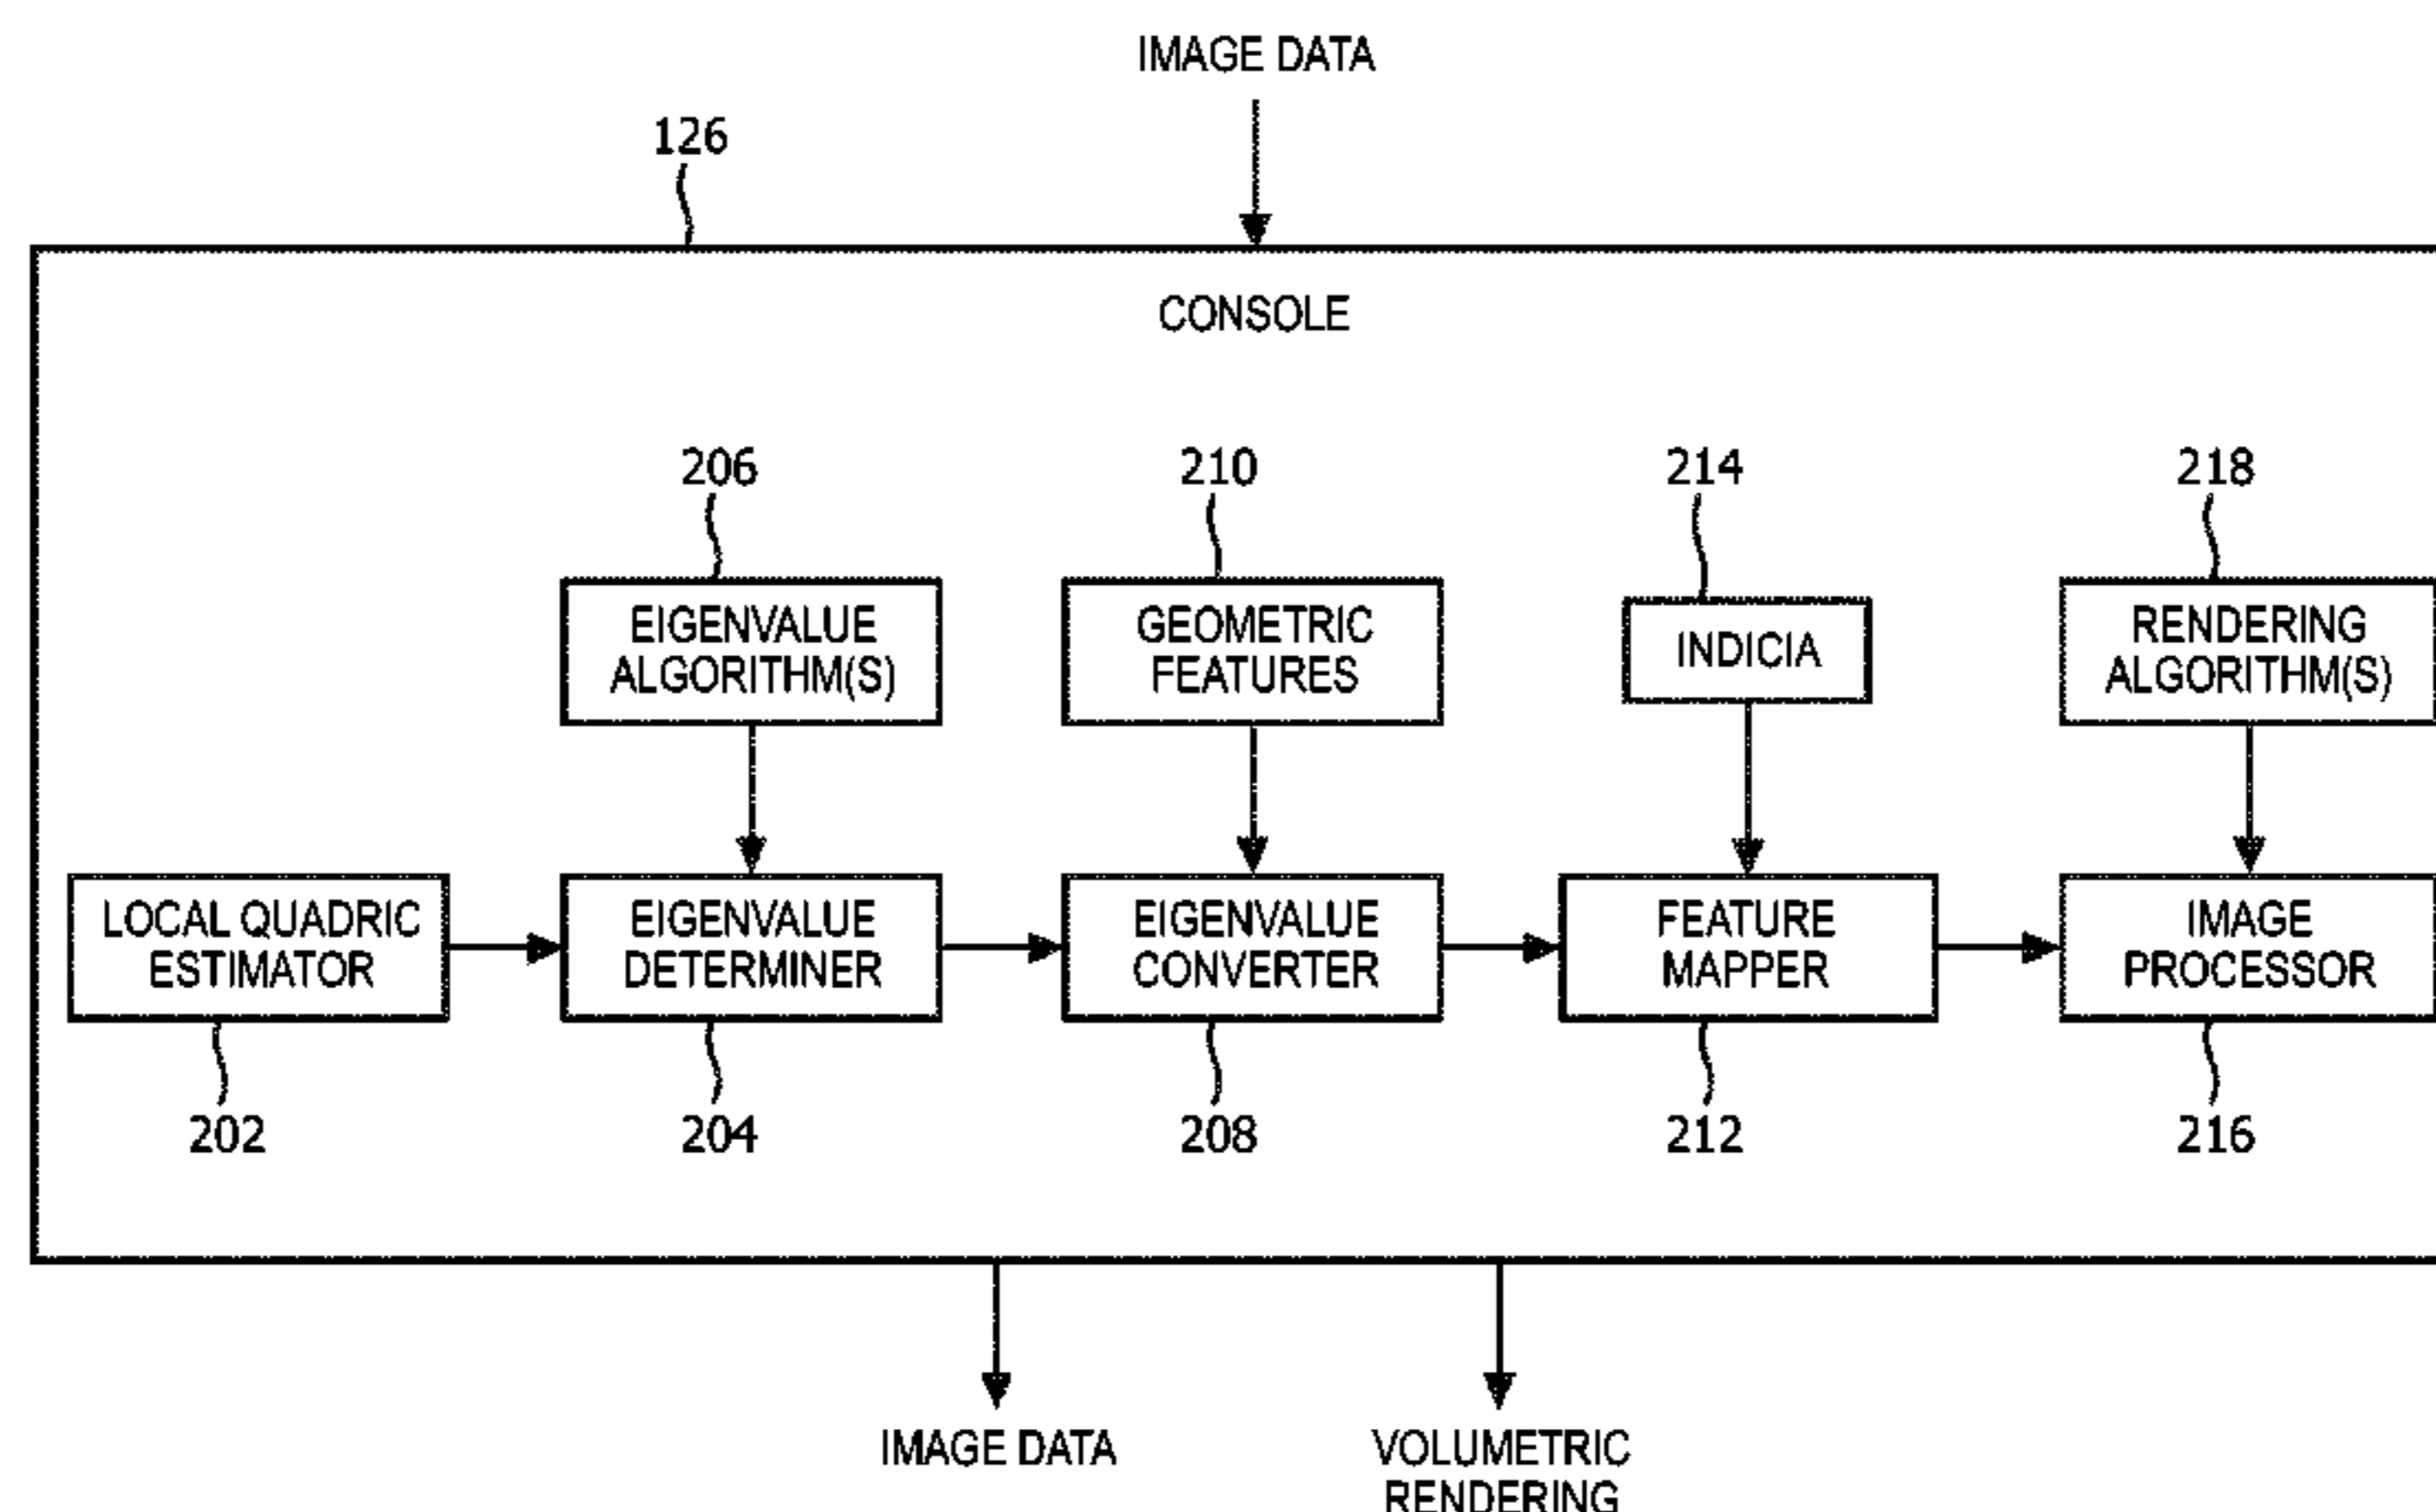 IMAGE DATA
126
CONSOLE
206
210
214
218
EIGENVALUE
ALGORITHM(S)
GEOMETRIC
FEATURES
INDICIA
RENDERING
ALGORITHM(S)
LOCAL QUADRIC
ESTIMATOR
EIGENVALUE
DETERMINER
EIGENVALUE
CONVERTER
FEATURE
MAPPER
IMAGE
PROCESSOR
202
204
208
212
216
IMAGE DATA
VOLUMETRIC
RENDERING